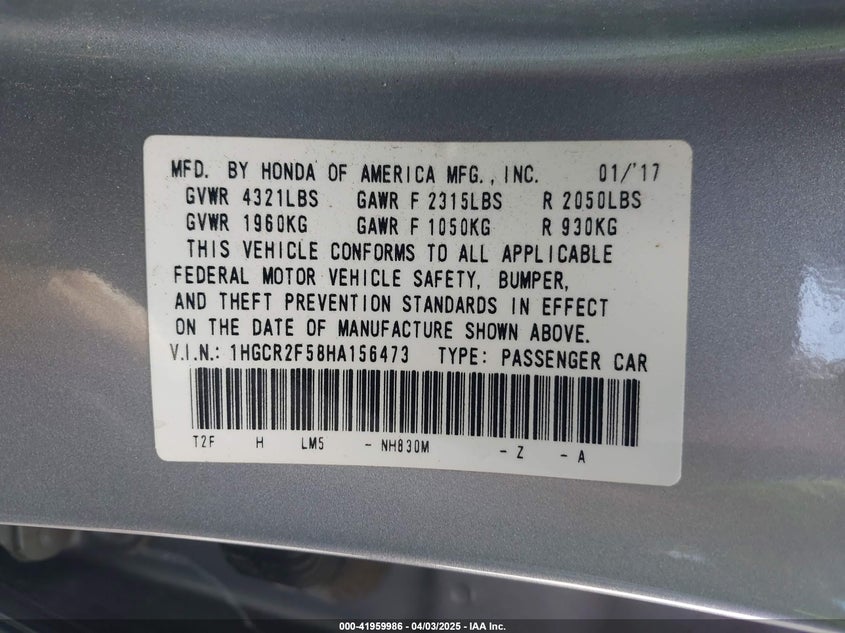 MFD. BY HONDA OF AMERICA MFG., INC. 01/'17
GVWR 4321LBS GAWR F 2315LBS R 2050LBS
GVWR 1960KG GAWR F 1050KG R 930KG
THIS VEHICLE CONFORMS TO ALL APPLICABLE
FEDERAL MOTOR VEHICLE SAFETY, BUMPER,
AND THEFT PREVENTION STANDARDS IN EFFECT
ON THE DATE OF MANUFACTURE SHOWN ABOVE.
V.I.N.: 1HGCR2F58HA156473 TYPE: PASSENGER CAR
T2F H LM5 - NH830M - Z - A
000-41959986 - 04/03/2025 - IAA Inc.